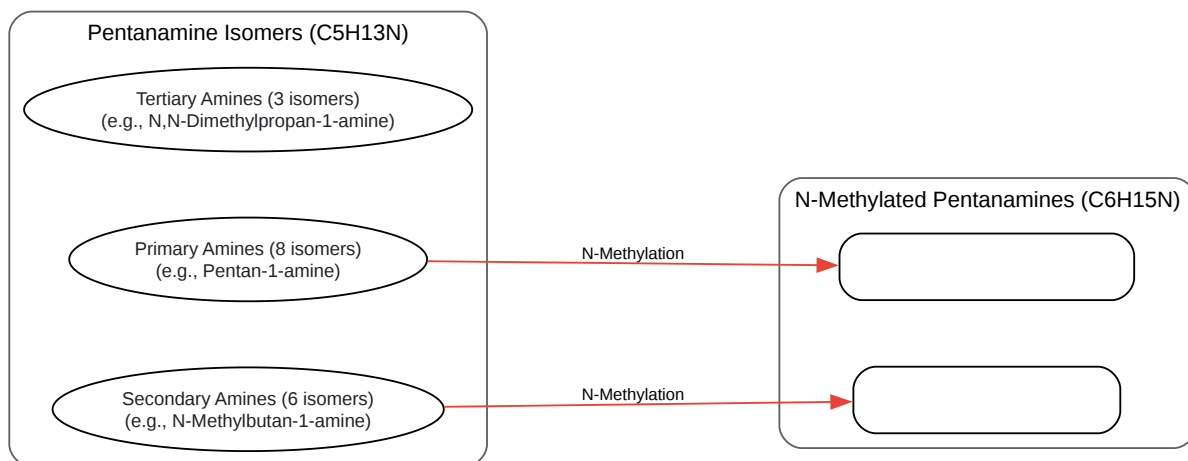 Pentanamine Isomers (C5H13N)
Tertiary Amines (3 isomers)
(e.g., N,N-Dimethylpropan-1-amine)
Primary Amines (8 isomers)
(e.g., Pentan-1-amine)
Secondary Amines (6 isomers)
(e.g., N-Methylbutan-1-amine)
N-Methylation
N-Methylation
N-Methylated Pentanamines (C6H15N)